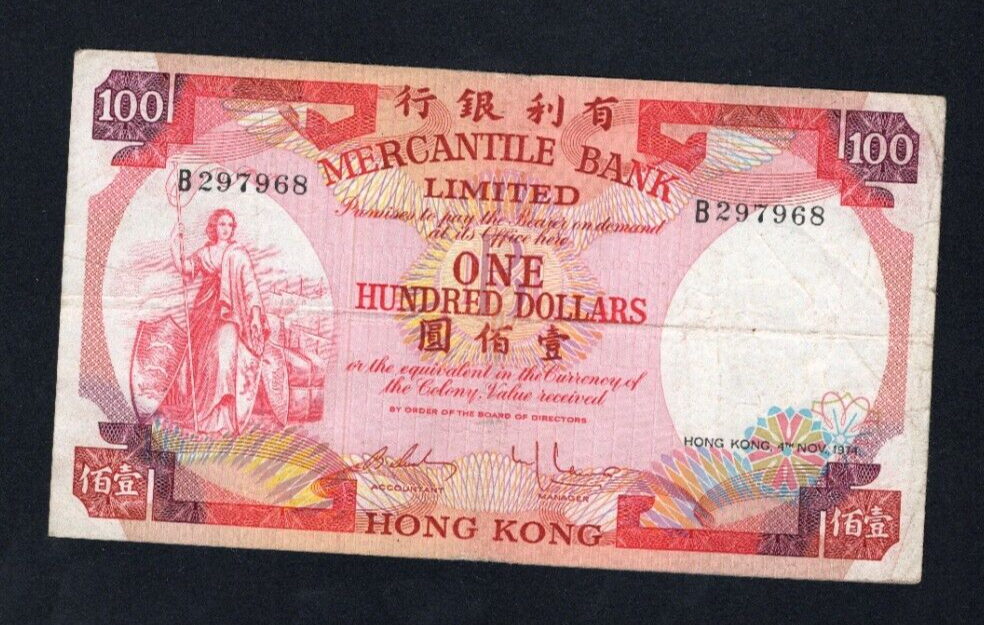 100
行銀利有
100
MERCANTILE BANK
LIMITED
B297968
B297968
Promises to pay the Bearer on demand
at its Office here
ONE
HUNDRED DOLLARS
圓佰壹
or the equivalent in the Currency of
the Colony, Value received
BY ORDER OF THE BOARD OF DIRECTORS
HONG KONG, 4TH NOV., 1974
ACCOUNTANT
MANAGER
佰壹
HONG KONG
佰壹